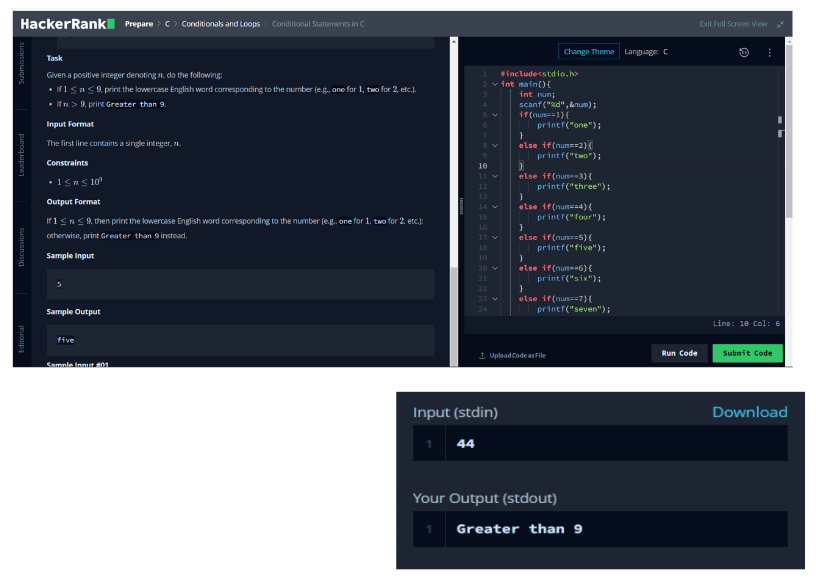 HackerRank Prepare > C > Conditionals and Loops > Conditional Statements in C
Exit Full Screen View
Submissions
Leaderboard
Discussions
Editorial
Task
Given a positive integer denoting n, do the following:
• If 1 ≤ n ≤ 9, print the lowercase English word corresponding to the number (e.g., one for 1, two for 2, etc.).
• If n > 9, print Greater than 9.
Input Format
The first line contains a single integer, n.
Constraints
• 1 ≤ n ≤ 10⁹
Output Format
If 1 ≤ n ≤ 9, then print the lowercase English word corresponding to the number (e.g., one for 1, two for 2, etc.);
otherwise, print Greater than 9 instead.
Sample Input
5
Sample Output
five
Sample Input #01
Change Theme Language: C
1 #include<stdio.h>
2 int main(){
3 int num;
4 scanf("%d",&num);
5 if(num==1){
6 printf("one");
7 }
8 else if(num==2){
9 printf("two");
10 }
11 else if(num==3){
12 printf("three");
13 }
14 else if(num==4){
15 printf("four");
16 }
17 else if(num==5){
18 printf("five");
19 }
20 else if(num==6){
21 printf("six");
22 }
23 else if(num==7){
24 printf("seven");
Line: 10 Col: 6
Upload Code as File
Run Code
Submit Code
Input (stdin)
Download
1 44
Your Output (stdout)
1 Greater than 9